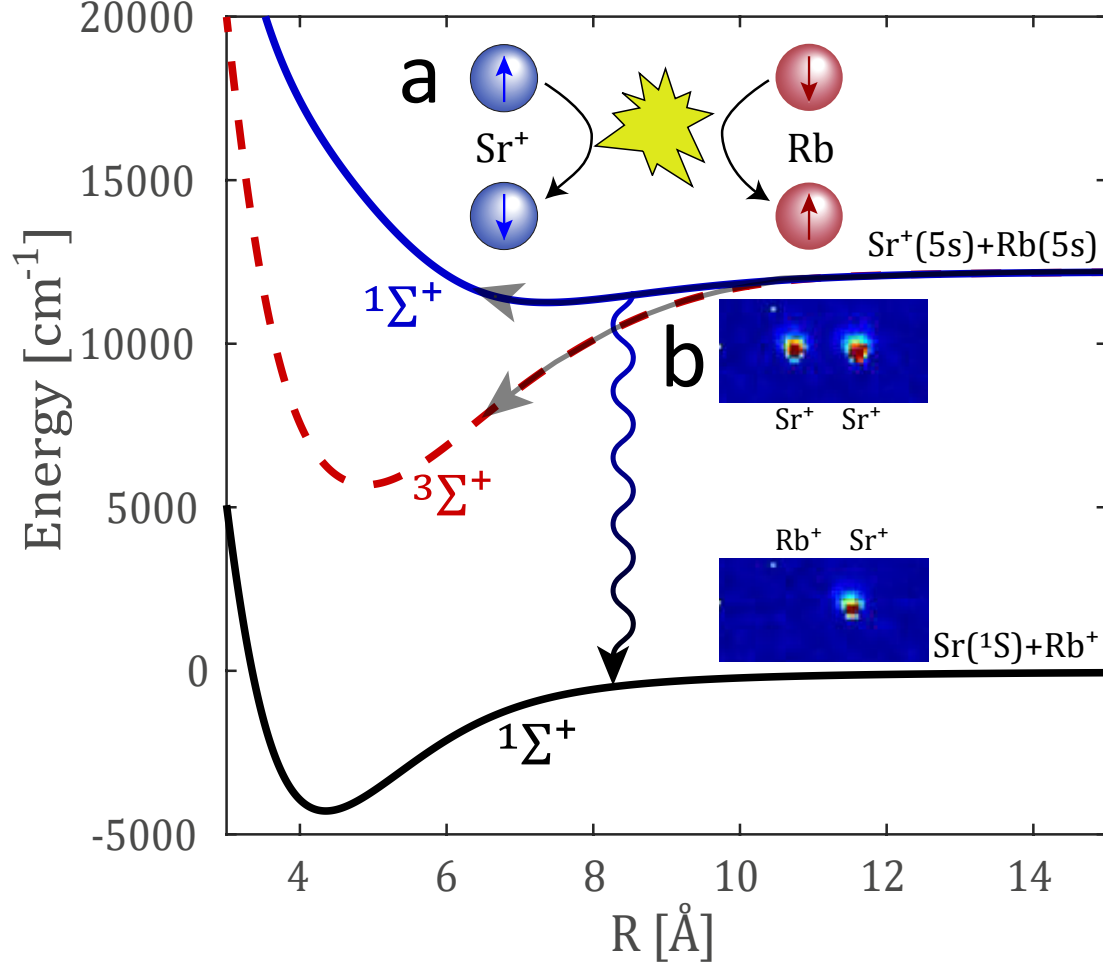 20000
15000
10000
5000
0
-5000
Energy [cm⁻¹]
a
Sr⁺
Rb
Sr⁺(5s)+Rb(5s)
¹Σ⁺
b
Sr⁺ Sr⁺
³Σ⁺
Rb⁺ Sr⁺
Sr(¹S)+Rb⁺
¹Σ⁺
4 6 8 10 12 14
R [Å]